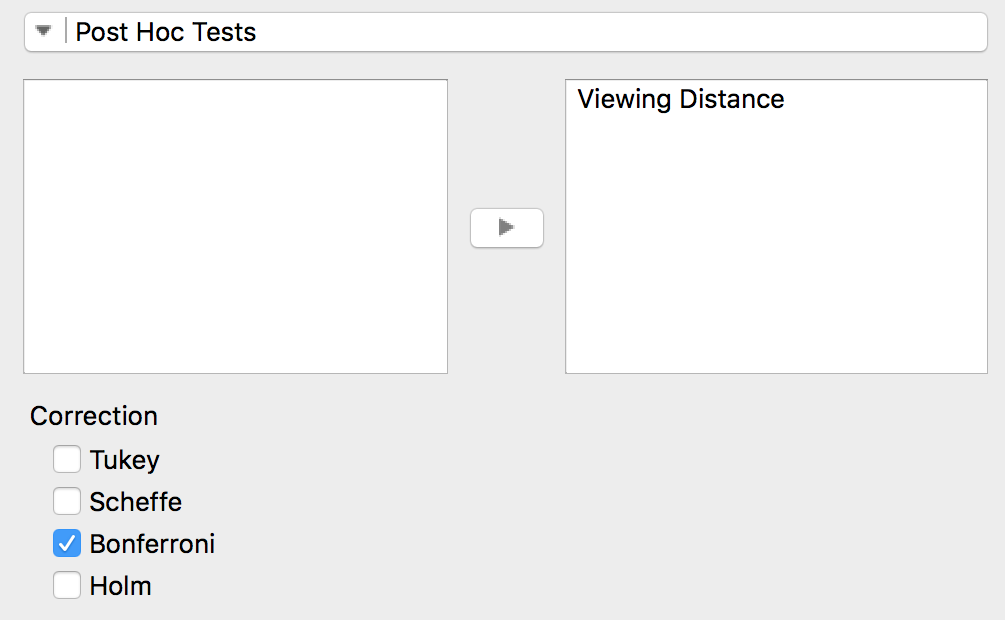 Post Hoc Tests
Viewing Distance
Correction
Tukey
Scheffe
Bonferroni
Holm